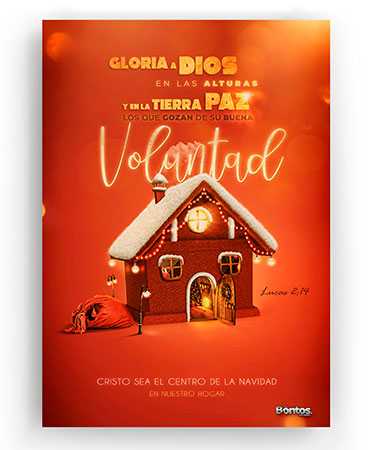 GLORIA A DIOS
EN LAS ALTURAS
Y EN LA TIERRA PAZ
LOS QUE GOZAN DE SU BUENA
Voluntad
Lucas 2:14
CRISTO SEA EL CENTRO DE LA NAVIDAD
EN NUESTRO HOGAR
Bontos